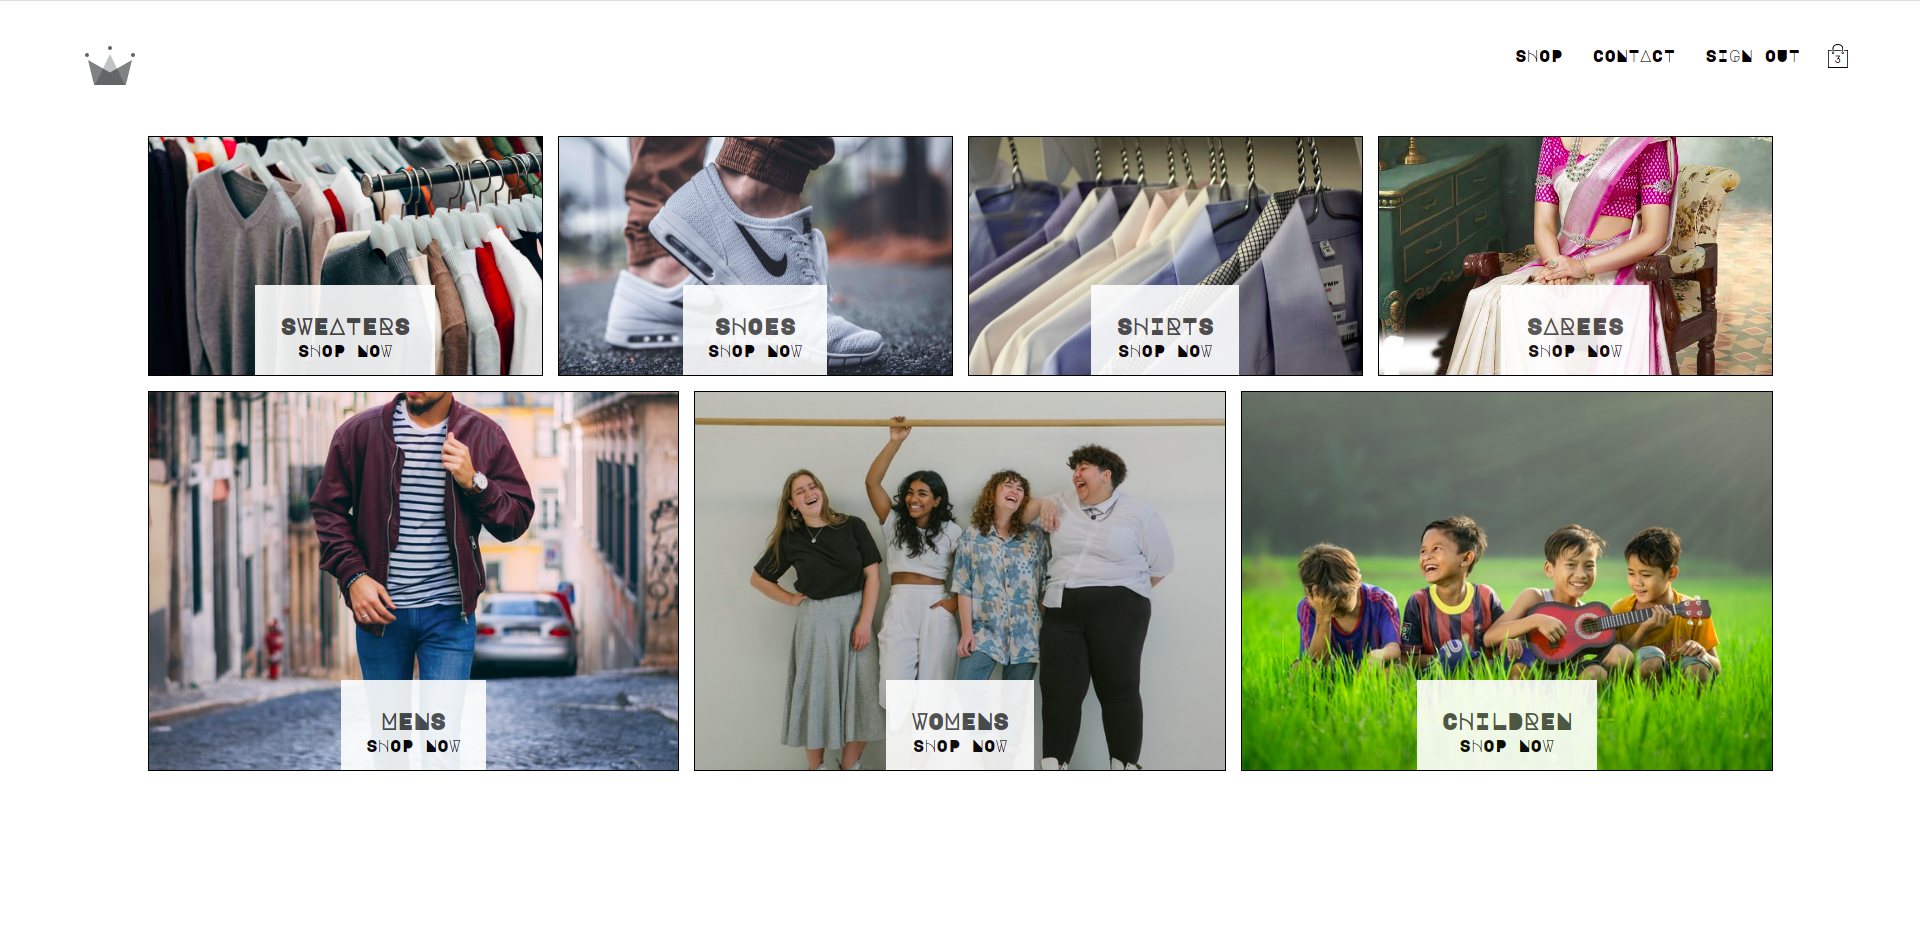 SHOP CONTACT SIGN OUT 3
SWEATERS
SHOP NOW
SHOES
SHOP NOW
SHIRTS
SHOP NOW
SAREES
SHOP NOW
MENS
SHOP NOW
WOMENS
SHOP NOW
CHILDREN
SHOP NOW
10